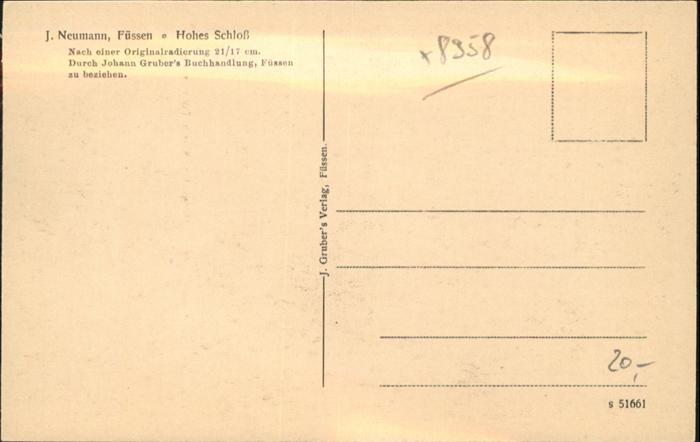 J. Neumann, Füssen • Hohes Schloß
Nach einer Originalradierung 21/17 cm.
Durch Johann Gruber's Buchhandlung, Füssen
zu beziehen.
J. Gruber's Verlag, Füssen.
x 8958
20,-
s 51661